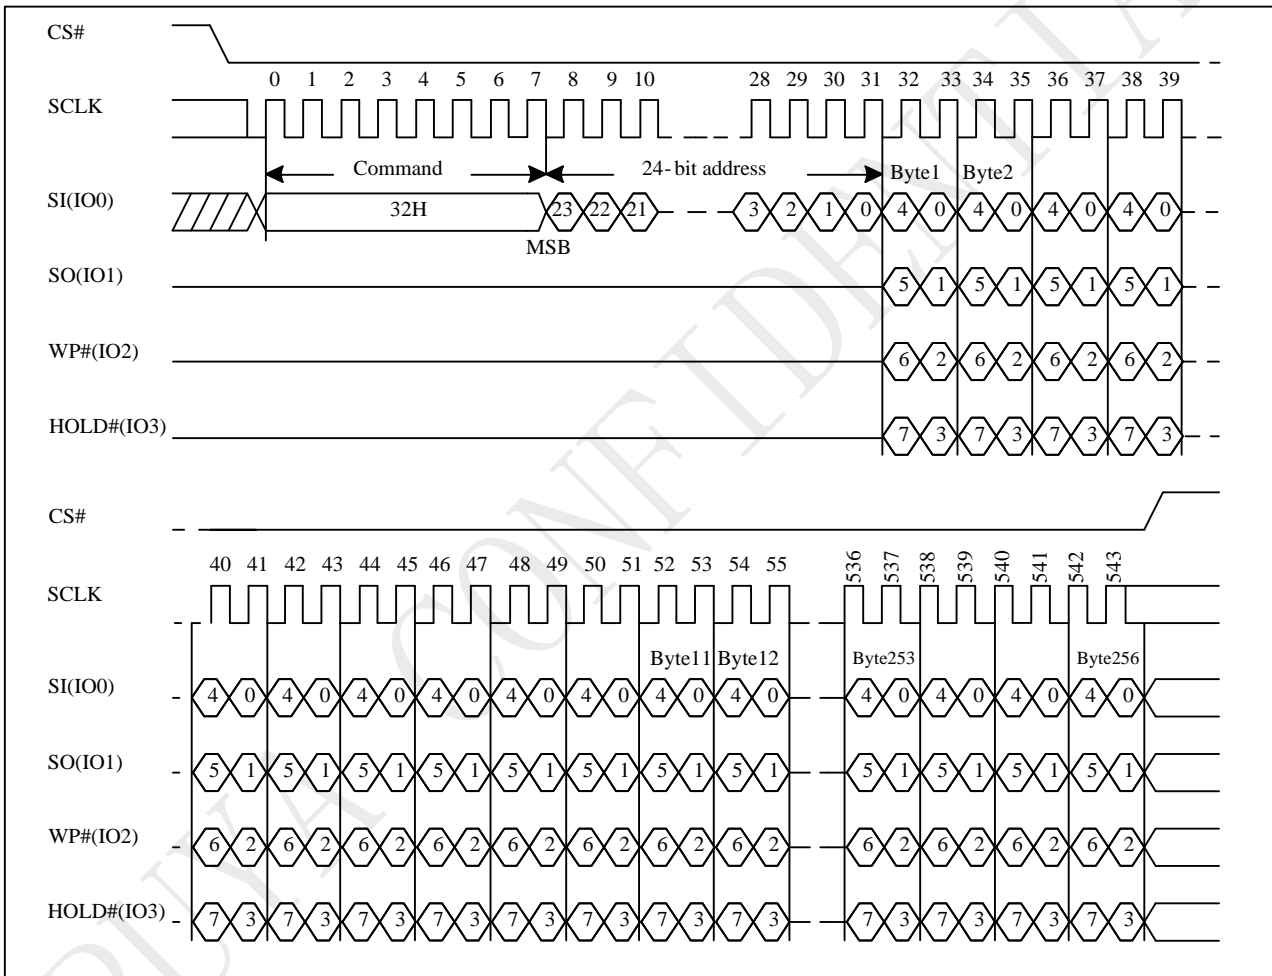 CS#
0 1 2 3 4 5 6 7 8 9 10 28 29 30 31 32 33 34 35 36 37 38 39
SCLK
Command 24-bit address Byte1 Byte2
SI(IO0) 32H 23 22 21 3 2 1 0 4 0 4 0 4 0 4 0
MSB
SO(IO1) 5 1 5 1 5 1 5 1
WP#(IO2) 6 2 6 2 6 2 6 2
HOLD#(IO3) 7 3 7 3 7 3 7 3
CS#
40 41 42 43 44 45 46 47 48 49 50 51 52 53 54 55 536 537 538 539 540 541 542 543
SCLK
Byte11 Byte12 Byte253 Byte256
SI(IO0) 4 0 4 0 4 0 4 0 4 0 4 0 4 0 4 0 4 0 4 0 4 0 4 0
SO(IO1) 5 1 5 1 5 1 5 1 5 1 5 1 5 1 5 1 5 1 5 1 5 1 5 1
WP#(IO2) 6 2 6 2 6 2 6 2 6 2 6 2 6 2 6 2 6 2 6 2 6 2 6 2
HOLD#(IO3) 7 3 7 3 7 3 7 3 7 3 7 3 7 3 7 3 7 3 7 3 7 3 7 3
PUYA CONFIDENTIA